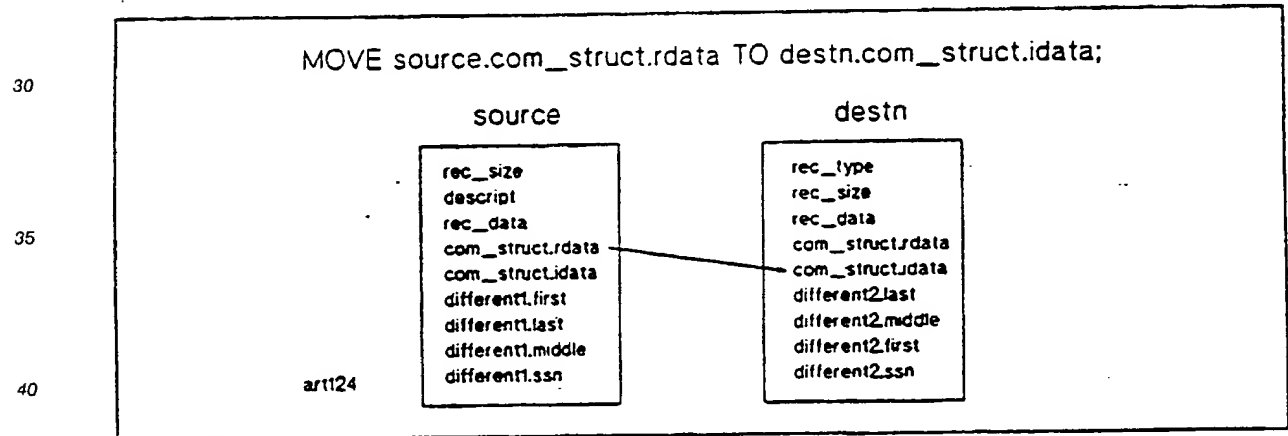 MOVE source.com_struct.rdata TO destn.com_struct.idata;
30
source destn
rec_size
descript
rec_data
com_struct.rdata
com_struct.idata
different1.first
different1.last
different1.middle
different1.ssn
rec_type
rec_size
rec_data
com_struct.rdata
com_struct.idata
different2.last
different2.middle
different2.first
different2.ssn
35
40
art124